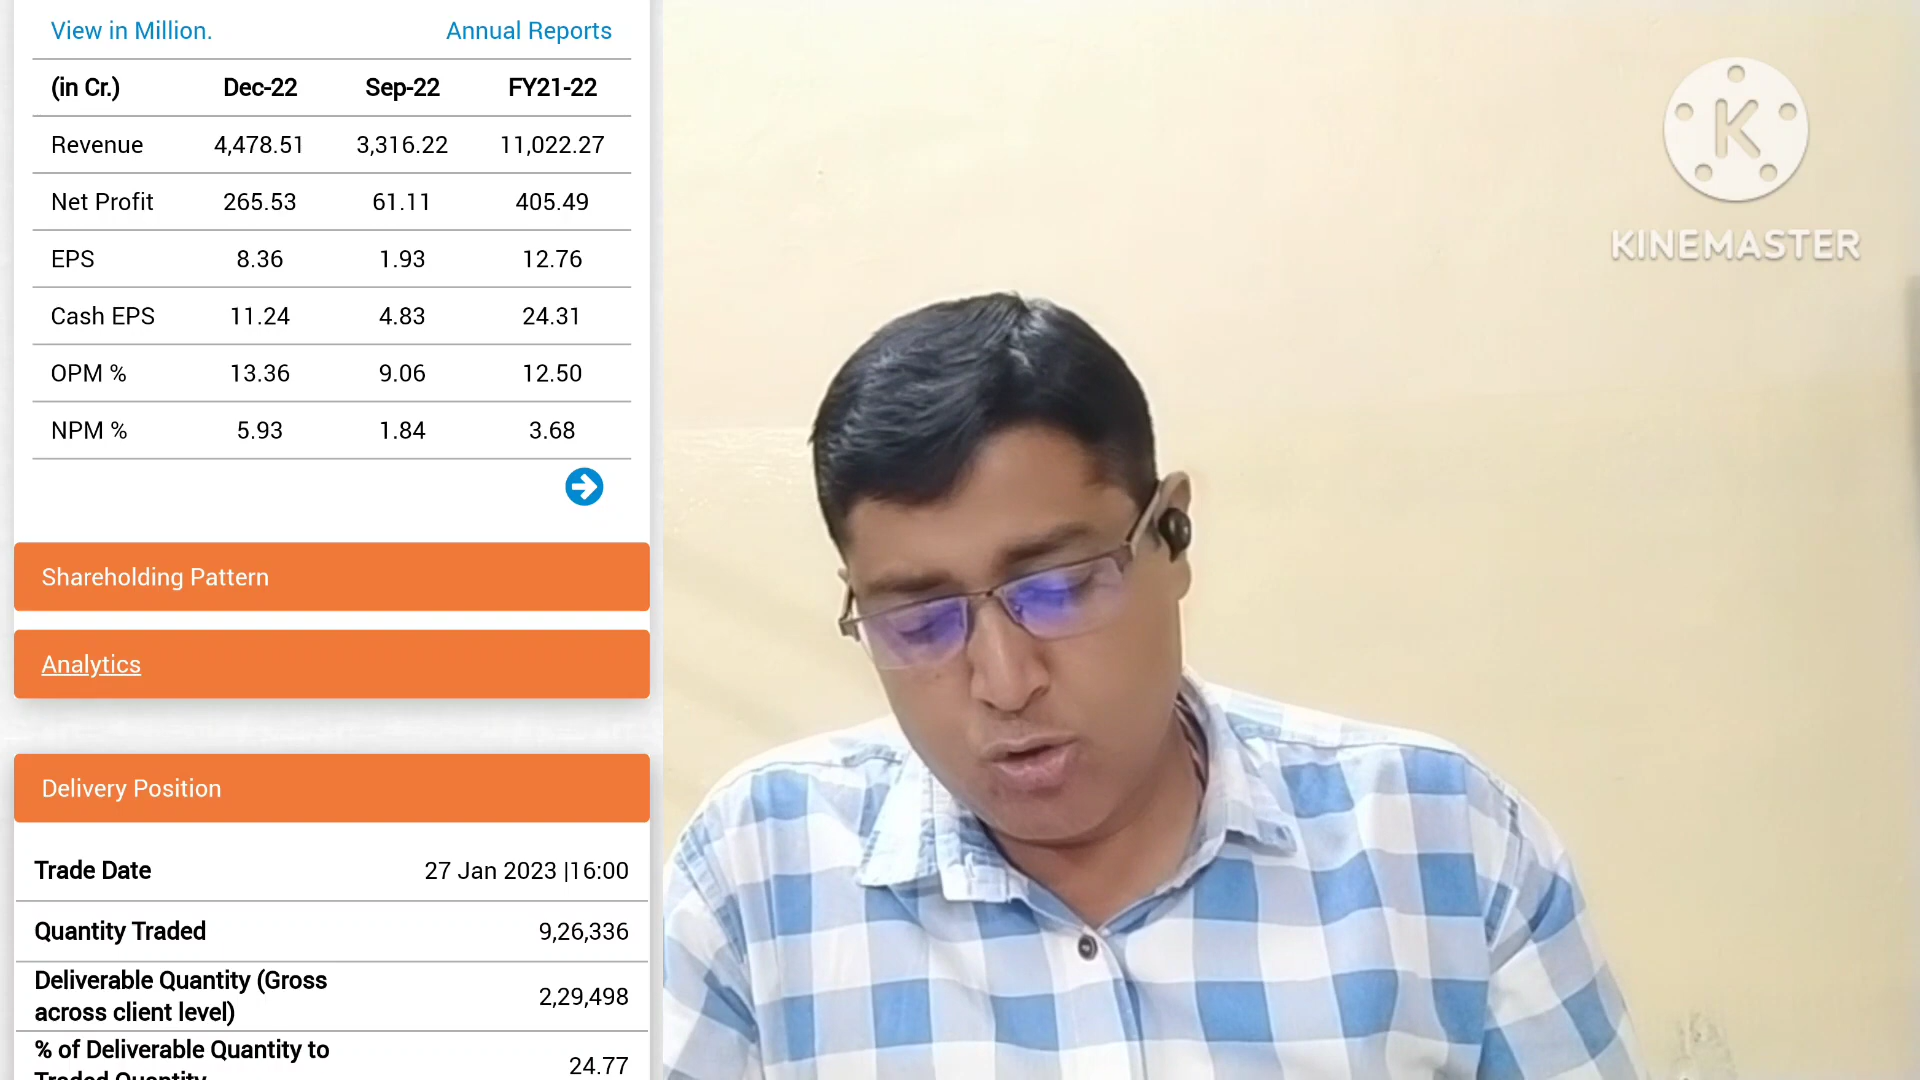 View in Million. Annual Reports
(in Cr.) Dec-22 Sep-22 FY21-22
Revenue 4,478.51 3,316.22 11,022.27
Net Profit 265.53 61.11 405.49
EPS 8.36 1.93 12.76
Cash EPS 11.24 4.83 24.31
OPM % 13.36 9.06 12.50
NPM % 5.93 1.84 3.68
Shareholding Pattern
Analytics
Delivery Position
Trade Date 27 Jan 2023 |16:00
Quantity Traded 9,26,336
Deliverable Quantity (Gross
across client level) 2,29,498
% of Deliverable Quantity to
Traded Quantity 24.77
K
KINEMASTER